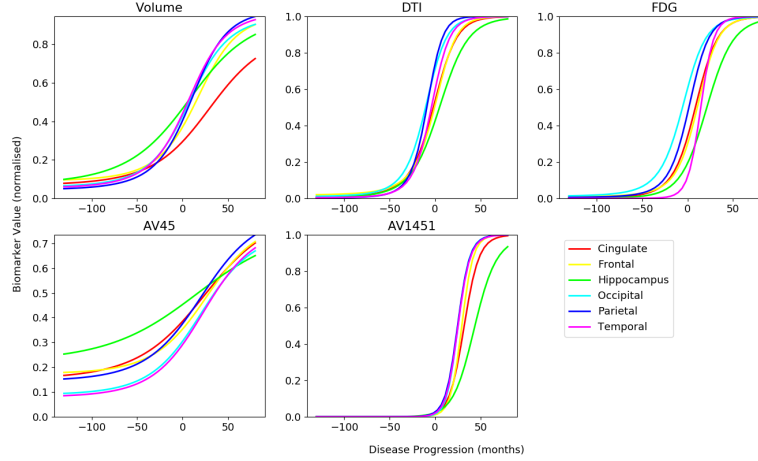 Volume
DTI
FDG
0.8
0.6
0.4
0.2
0.0
1.0
0.8
0.6
0.4
0.2
0.0
1.0
0.8
0.6
0.4
0.2
0.0
−100 −50 0 50
−100 −50 0 50
−100 −50 0 50
Biomarker Value (normalised)
AV45
AV1451
0.7
0.6
0.5
0.4
0.3
0.2
0.1
0.0
1.0
0.8
0.6
0.4
0.2
0.0
−100 −50 0 50
−100 −50 0 50
Cingulate
Frontal
Hippocampus
Occipital
Parietal
Temporal
Disease Progression (months)